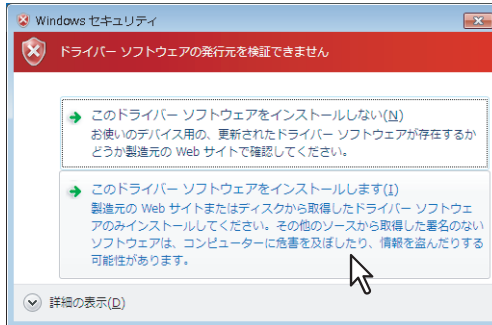 Windows セキュリティ
ドライバー ソフトウェアの発行元を検証できません
このドライバー ソフトウェアをインストールしない(N)
お使いのデバイス用の、更新されたドライバー ソフトウェアが存在するか
どうか製造元の Web サイトで確認してください。
このドライバー ソフトウェアをインストールします(I)
製造元の Web サイトまたはディスクから取得したドライバー ソフトウェ
アのみインストールしてください。その他のソースから取得した署名のない
ソフトウェアは、コンピューターに危害を及ぼしたり、情報を盗んだりする
可能性があります。
詳細の表示(D)